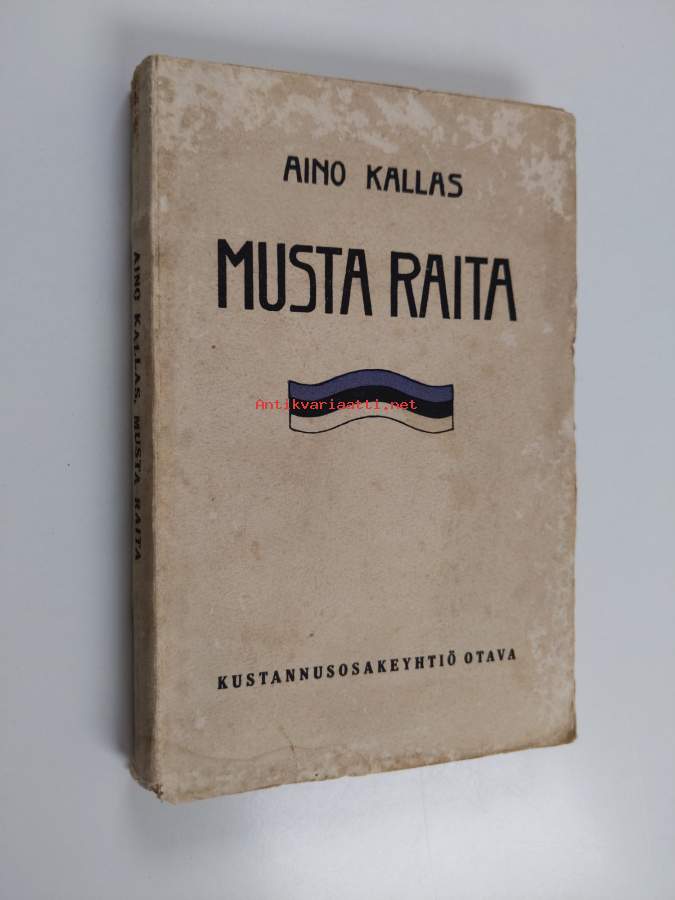 AINO KALLAS
MUSTA RAITA
Antikvariaatti.net
KUSTANNUSOSAKEYHTIÖ OTAVA
AINO KALLAS. MUSTA RAITA